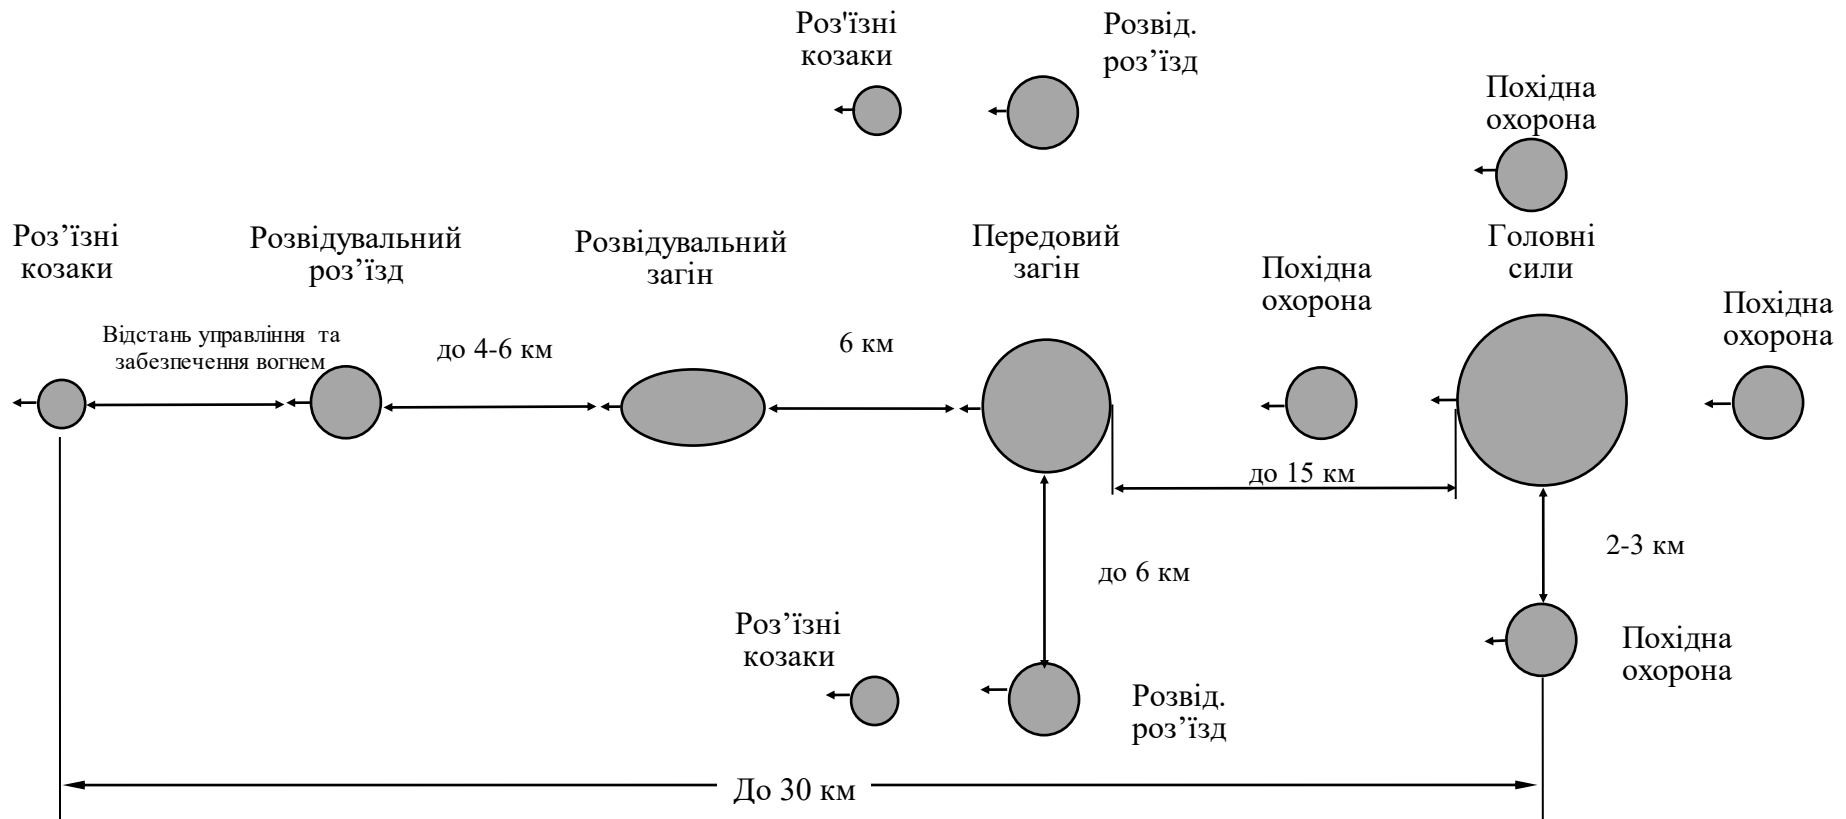 Роз'їзні
козаки
Розвід.
роз’їзд
Похідна
охорона
Роз’їзні
козаки
Розвідувальний
роз’їзд
Розвідувальний
загін
Передовий
загін
Похідна
охорона
Головні
сили
Похідна
охорона
Відстань управління та
забезпечення вогнем
до 4-6 км
6 км
до 15 км
до 6 км
2-3 км
Роз’їзні
козаки
Розвід.
роз’їзд
Похідна
охорона
До 30 км